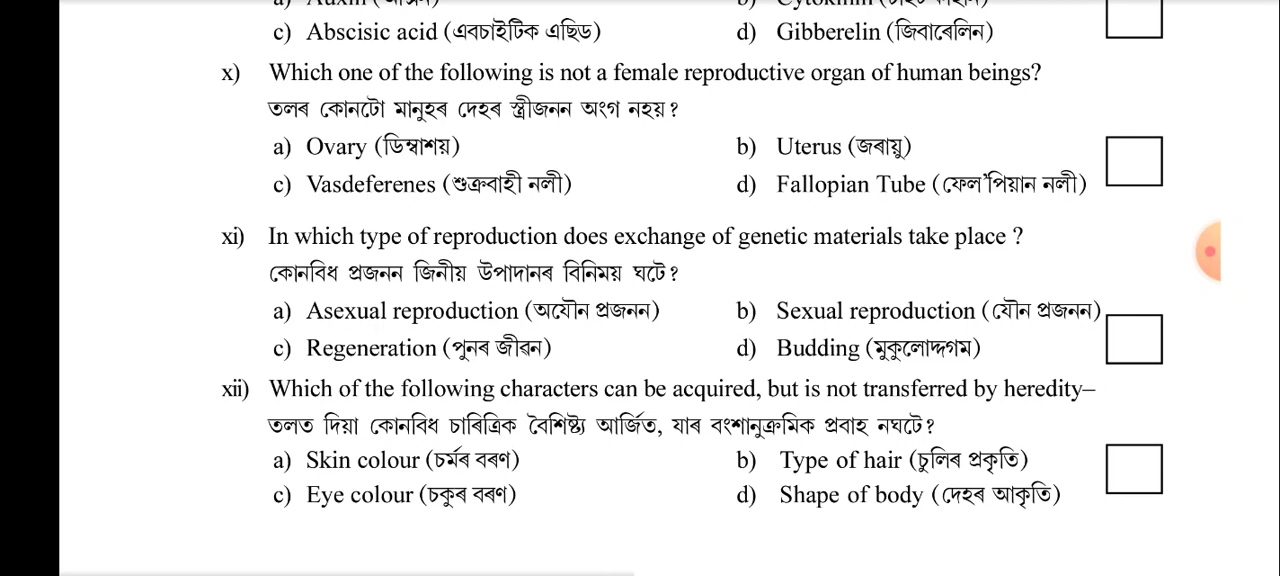 c) Abscisic acid (এবচাইটিক এছিড) d) Gibberelin (জিবাৰেলিন)
x) Which one of the following is not a female reproductive organ of human beings?
তলৰ কোনটো মানুহৰ দেহৰ স্ত্ৰীজনন অংগ নহয়?
a) Ovary (ডিম্বাশয়) b) Uterus (জৰায়ু)
c) Vasdeferenes (শুক্ৰবাহী নলী) d) Fallopian Tube (ফেল'পিয়ান নলী)
xi) In which type of reproduction does exchange of genetic materials take place ?
কোনবিধ প্ৰজনন জিনীয় উপাদানৰ বিনিময় ঘটে?
a) Asexual reproduction (অযৌন প্ৰজনন) b) Sexual reproduction (যৌন প্ৰজনন)
c) Regeneration (পুনৰ জীৱন) d) Budding (মুকুলোদ্দগম)
xii) Which of the following characters can be acquired, but is not transferred by heredity–
তলত দিয়া কোনবিধ চাৰিত্ৰিক বৈশিষ্ট্য আৰ্জিত, যাৰ বংশানুক্ৰমিক প্ৰবাহ নঘটে?
a) Skin colour (চৰ্মৰ বৰণ) b) Type of hair (চুলিৰ প্ৰকৃতি)
c) Eye colour (চকুৰ বৰণ) d) Shape of body (দেহৰ আকৃতি)